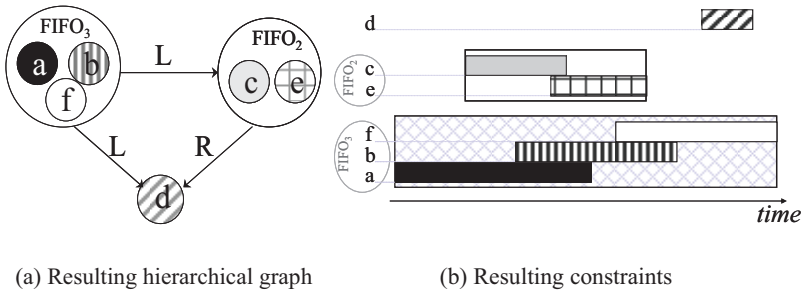 FIFO₃
a
b
f
L
FIFO₂
c
e
L
R
d
(a) Resulting hierarchical graph
d
FIFO₂
c
e
FIFO₃
f
b
a
time
(b) Resulting constraints